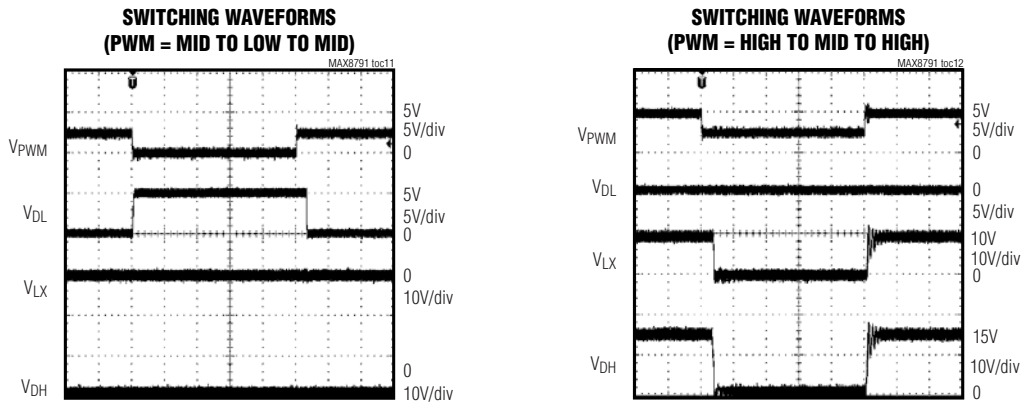 SWITCHING WAVEFORMS
(PWM = MID TO LOW TO MID)
MAX8791 toc11
T
VPWM
5V
5V/div
0
VDL
5V
5V/div
0
VLX
0
10V/div
VDH
0
10V/div
SWITCHING WAVEFORMS
(PWM = HIGH TO MID TO HIGH)
MAX8791 toc12
T
VPWM
5V
5V/div
0
VDL
0
5V/div
VLX
10V
10V/div
0
VDH
15V
10V/div
0